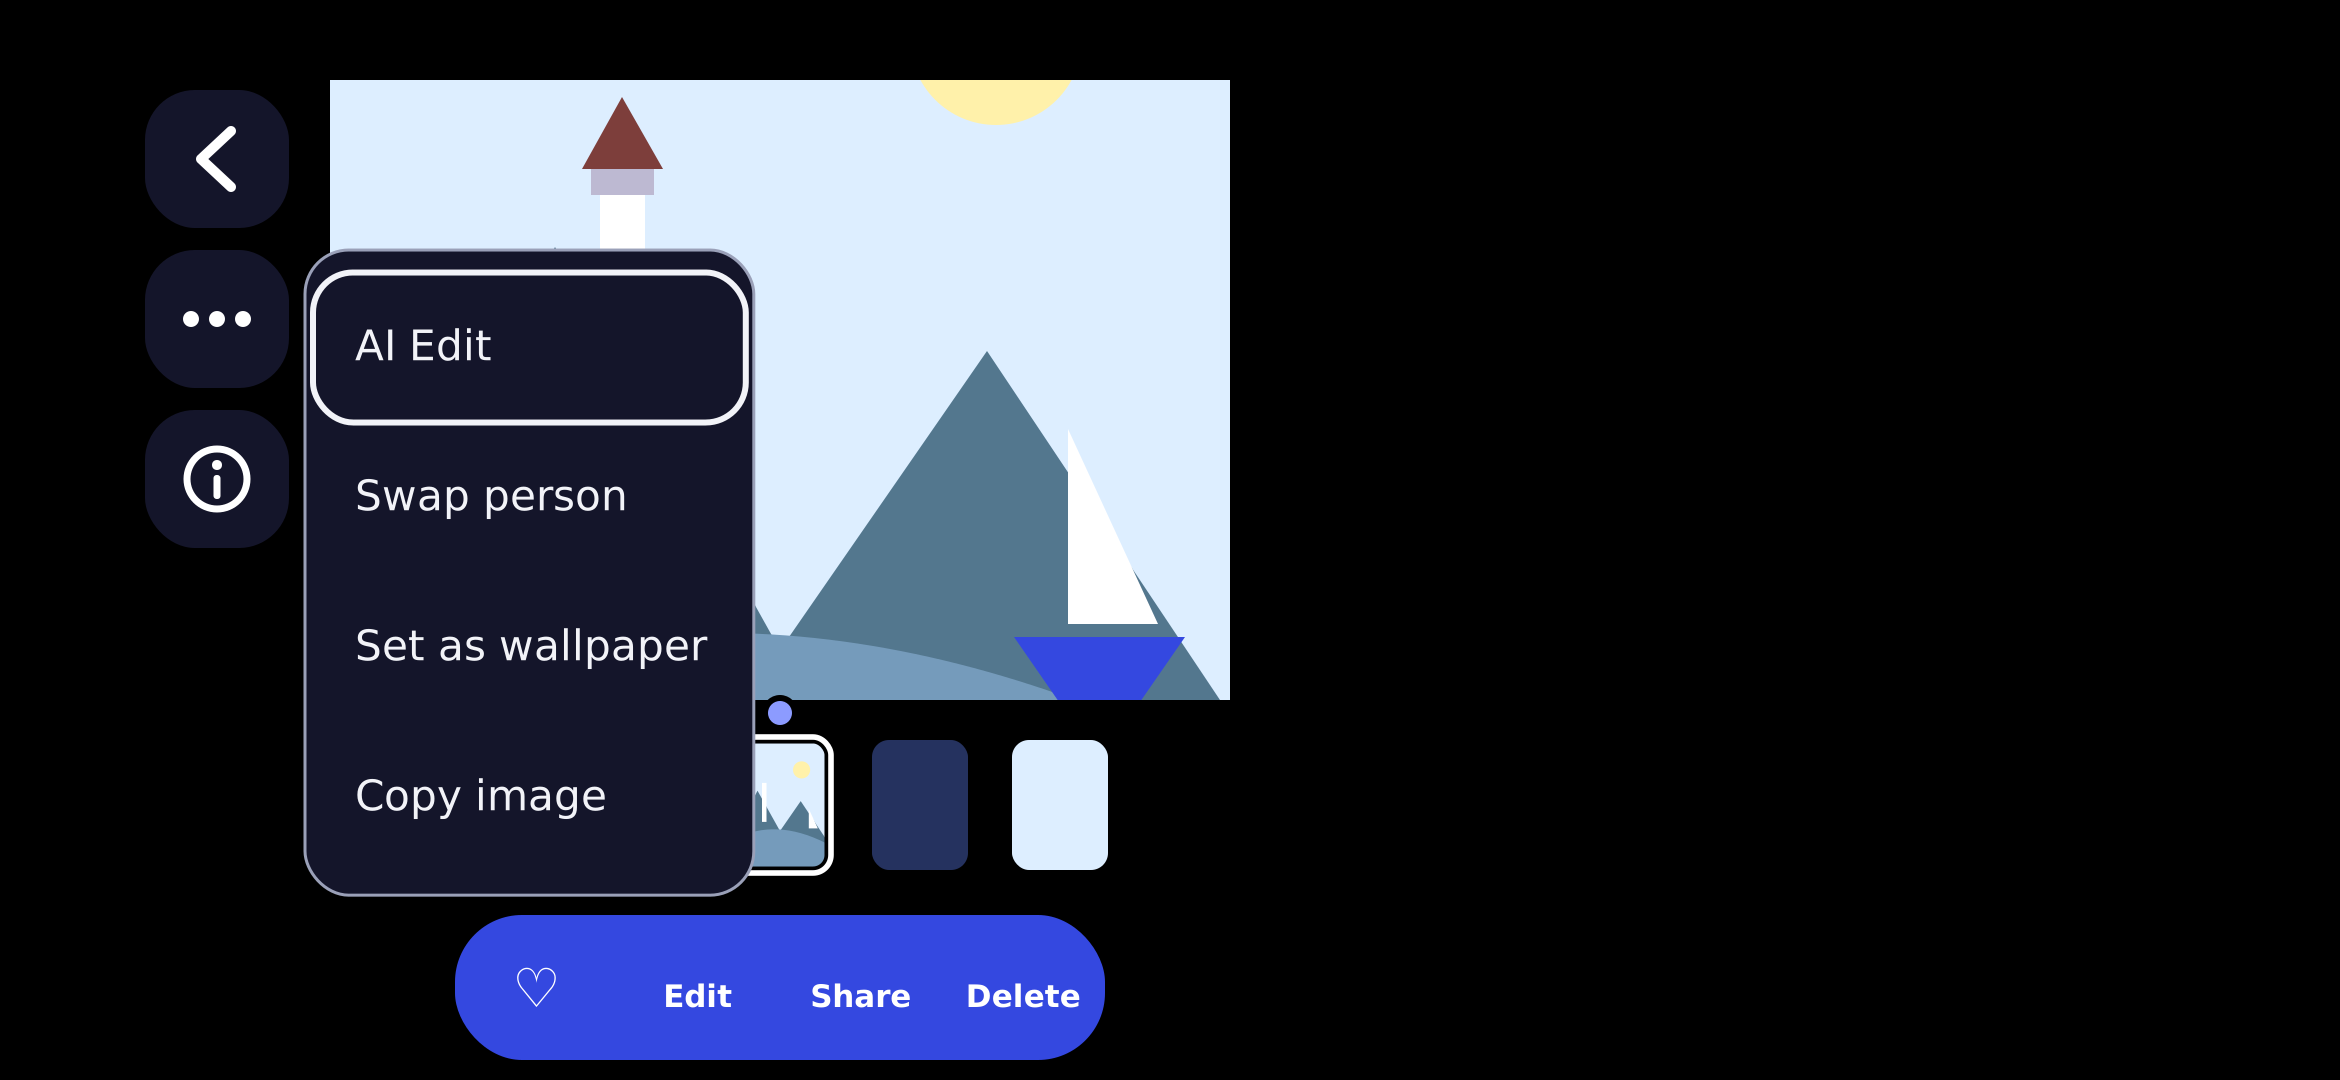 AI Edit
Swap person
Set as wallpaper
Copy image
Edit Share Delete